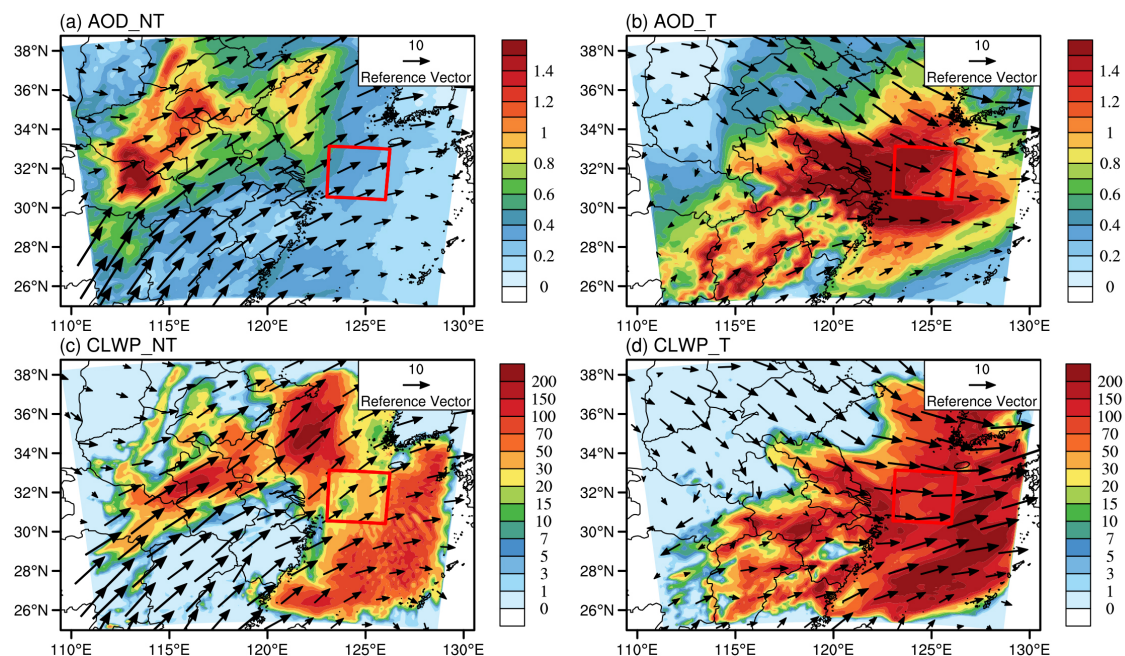 (a) AOD_NT
10
Reference Vector
38°N
36°N
34°N
32°N
30°N
28°N
26°N
110°E 115°E 120°E 125°E 130°E
1.4
1.2
1
0.8
0.6
0.4
0.2
0
(b) AOD_T
10
Reference Vector
38°N
36°N
34°N
32°N
30°N
28°N
26°N
110°E 115°E 120°E 125°E 130°E
1.4
1.2
1
0.8
0.6
0.4
0.2
0
(c) CLWP_NT
10
Reference Vector
38°N
36°N
34°N
32°N
30°N
28°N
26°N
110°E 115°E 120°E 125°E 130°E
200
150
100
70
50
30
20
15
10
7
5
3
1
0
(d) CLWP_T
10
Reference Vector
38°N
36°N
34°N
32°N
30°N
28°N
26°N
110°E 115°E 120°E 125°E 130°E
200
150
100
70
50
30
20
15
10
7
5
3
1
0